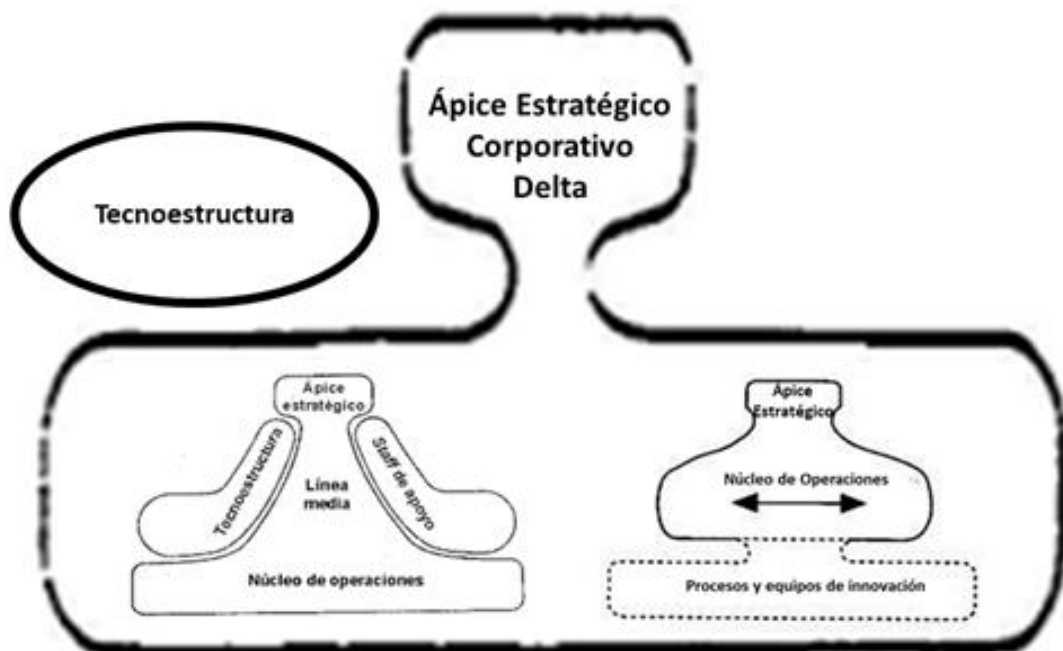 Ápice Estratégico
Corporativo
Delta
Tecnoestructura
Ápice
estratégico
Tecnoestructura
Staff de apoyo
Línea
media
Núcleo de operaciones
Ápice
Estratégico
Núcleo de Operaciones
Procesos y equipos de innovación